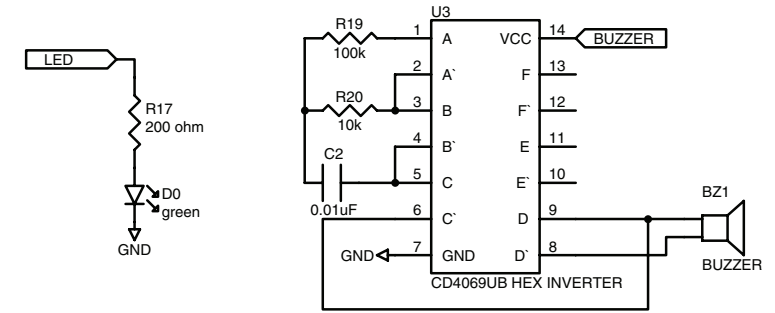 LED
R17
200 ohm
D0
green
GND
U3
R19
100k
1 A VCC 14 BUZZER
2 A` F 13
R20
10k
3 B F` 12
C2
0.01uF
4 B` E 11
5 C E` 10
6 C` D 9
GND 7 GND D` 8
CD4069UB HEX INVERTER
BZ1
BUZZER